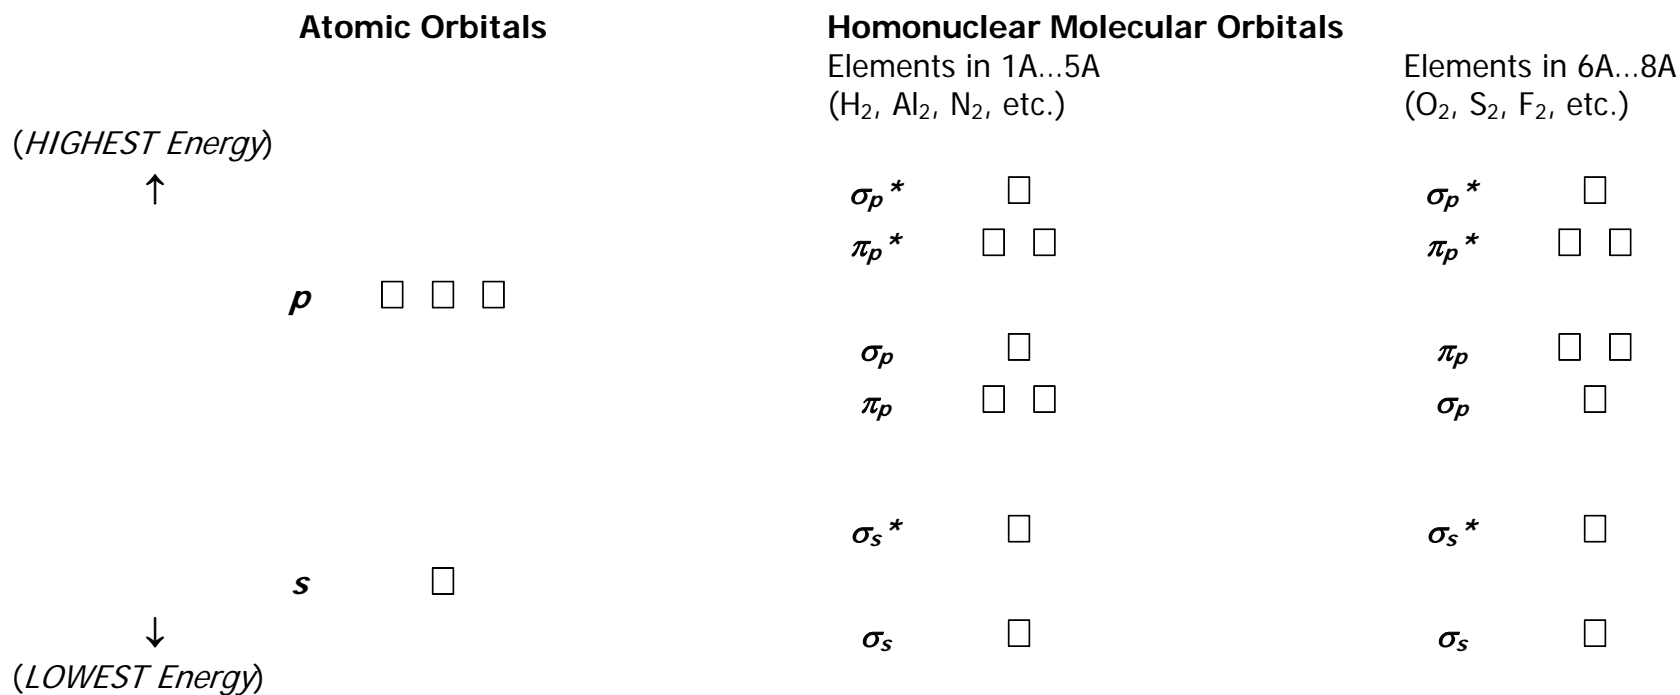 Atomic Orbitals Homonuclear Molecular Orbitals
Elements in 1A...5A Elements in 6A...8A
(H₂, Al₂, N₂, etc.) (O₂, S₂, F₂, etc.)
(HIGHEST Energy)
↑ σp* □ σp* □
πp* □ □ πp* □ □
p □ □ □
σp □ πp □ □
πp □ □ σp □
σs* □ σs* □
s □
↓ σs □ σs □
(LOWEST Energy)